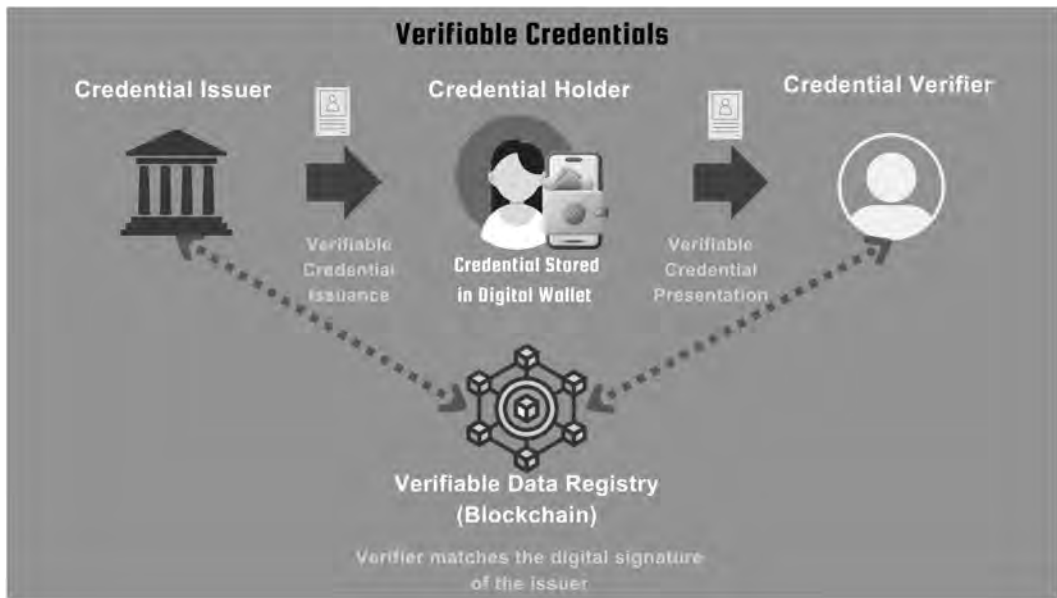 Verifiable Credentials
Credential Issuer
Credential Holder
Credential Verifier
Verifiable
Credential
Issuance
Credential Stored
in Digital Wallet
Verifiable
Credential
Presentation
Verifiable Data Registry
(Blockchain)
Verifier matches the digital signature
of the issuer